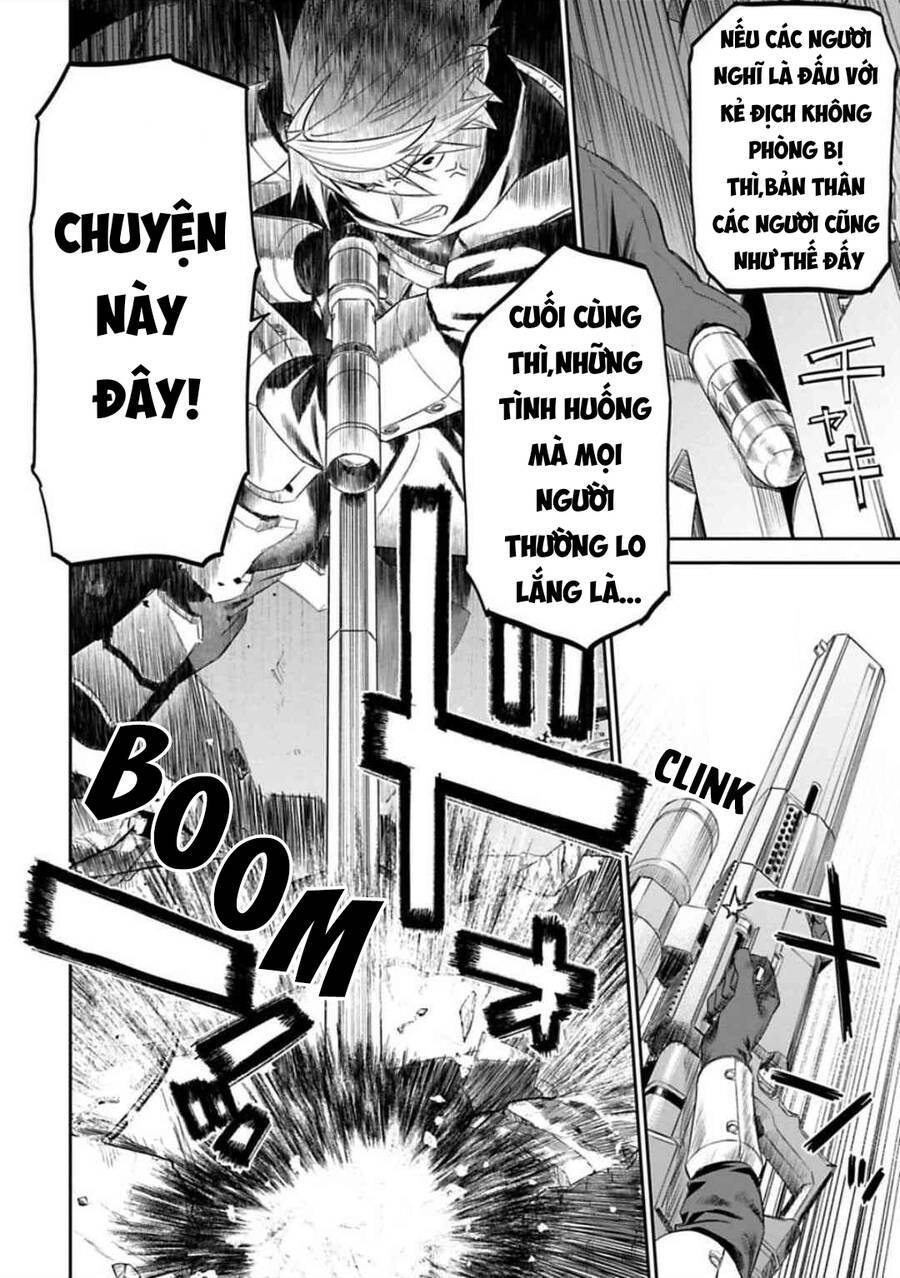 NẾU CÁC NGƯƠI
NGHĨ LÀ ĐẤU VỚI
KẺ ĐỊCH KHÔNG
PHÒNG BỊ
THÌ,BẢN THÂN
CÁC NGƯƠI CŨNG
NHƯ THẾ ĐẤY
チャキ
CLINK
CUỐI CÙNG
THÌ,NHỮNG
TÌNH HUỐNG
MÀ MỌI
NGƯỜI
THƯỜNG LO
LẮNG LÀ...
CHUYỆN
NÀY
ĐÂY!
BOOM